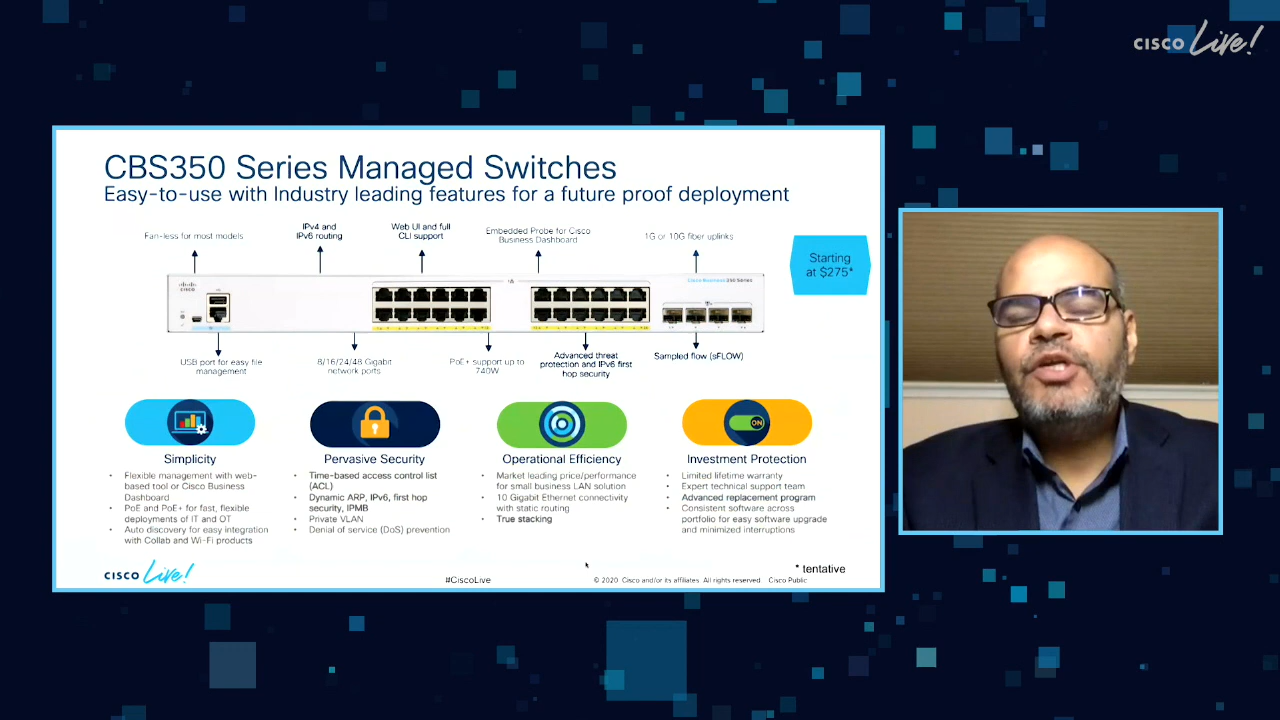 CISCO Live!
CBS350 Series Managed Switches
Easy-to-use with Industry leading features for a future proof deployment
Fan-less for most models
IPv4 and
IPv6 routing
Web UI and full
CLI support
Embedded Probe for Cisco
Business Dashboard
1G or 10G fiber uplinks
Starting
at $275*
CISCO
Cisco Business 350 Series
USB port for easy file
management
8/16/24/48 Gigabit
network ports
PoE+ support up to
740W
Advanced threat
protection and IPv6 first
hop security
Sampled flow (sFLOW)
ON
Simplicity
• Flexible management with web-
based tool or Cisco Business
Dashboard
• PoE and PoE+ for fast, flexible
deployments of IT and OT
• Auto discovery for easy integration
with Collab and Wi-Fi products
Pervasive Security
• Time-based access control list
(ACL)
• Dynamic ARP, IPv6, first hop
security, IPMB
• Private VLAN
• Denial of service (DoS) prevention
Operational Efficiency
• Market leading price/performance
for small business LAN solution
• 10 Gigabit Ethernet connectivity
with static routing
• True stacking
Investment Protection
• Limited lifetime warranty
• Expert technical support team
• Advanced replacement program
• Consistent software across
portfolio for easy software upgrade
and minimized interruptions
* tentative
CISCO Live!
#CiscoLive
© 2020 Cisco and/or its affiliates. All rights reserved. Cisco Public